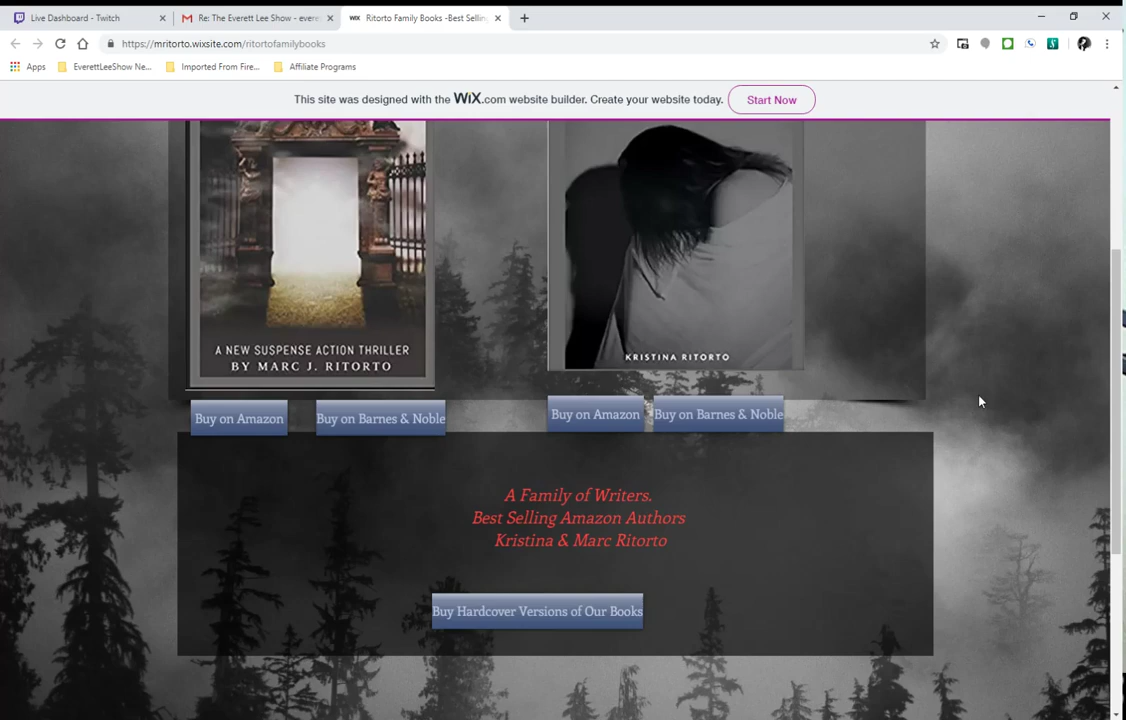 Live Dashboard - Twitch
Re: The Everett Lee Show - evere
WiX Ritorto Family Books -Best Sellin
https://mritorto.wixsite.com/ritortofamilybooks
Apps
EverettLeeShow Ne...
Imported From Fire...
Affiliate Programs
This site was designed with the WiX.com website builder. Create your website today.
Start Now
A NEW SUSPENSE ACTION THRILLER
BY MARC J. RITORTO
KRISTINA RITORTO
Buy on Amazon
Buy on Barnes & Noble
Buy on Amazon
Buy on Barnes & Noble
A Family of Writers.
Best Selling Amazon Authors
Kristina & Marc Ritorto
Buy Hardcover Versions of Our Books